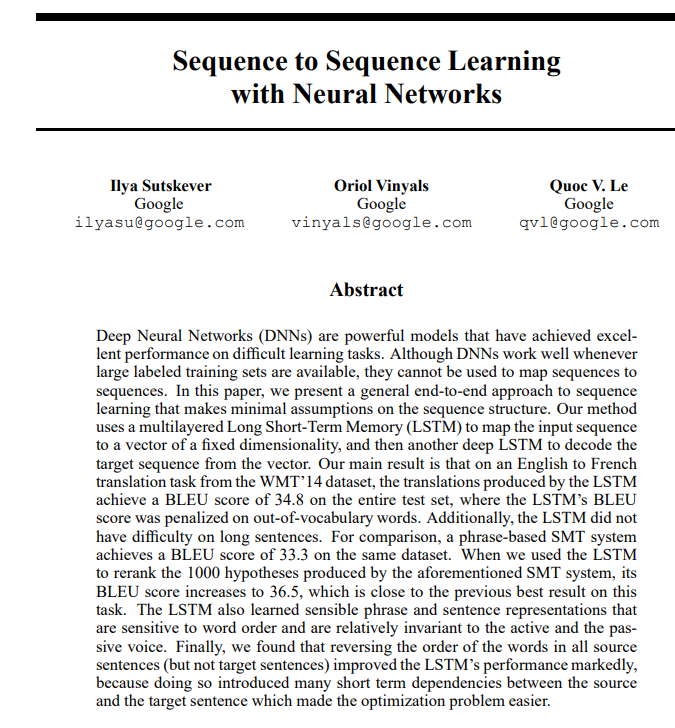 Sequence to Sequence Learning
with Neural Networks
Ilya Sutskever
Google
ilyasu@google.com
Oriol Vinyals
Google
vinyals@google.com
Quoc V. Le
Google
qvl@google.com
Abstract
Deep Neural Networks (DNNs) are powerful models that have achieved excel-
lent performance on difficult learning tasks. Although DNNs work well whenever
large labeled training sets are available, they cannot be used to map sequences to
sequences. In this paper, we present a general end-to-end approach to sequence
learning that makes minimal assumptions on the sequence structure. Our method
uses a multilayered Long Short-Term Memory (LSTM) to map the input sequence
to a vector of a fixed dimensionality, and then another deep LSTM to decode the
target sequence from the vector. Our main result is that on an English to French
translation task from the WMT'14 dataset, the translations produced by the LSTM
achieve a BLEU score of 34.8 on the entire test set, where the LSTM's BLEU
score was penalized on out-of-vocabulary words. Additionally, the LSTM did not
have difficulty on long sentences. For comparison, a phrase-based SMT system
achieves a BLEU score of 33.3 on the same dataset. When we used the LSTM
to rerank the 1000 hypotheses produced by the aforementioned SMT system, its
BLEU score increases to 36.5, which is close to the previous best result on this
task. The LSTM also learned sensible phrase and sentence representations that
are sensitive to word order and are relatively invariant to the active and the pas-
sive voice. Finally, we found that reversing the order of the words in all source
sentences (but not target sentences) improved the LSTM's performance markedly,
because doing so introduced many short term dependencies between the source
and the target sentence which made the optimization problem easier.